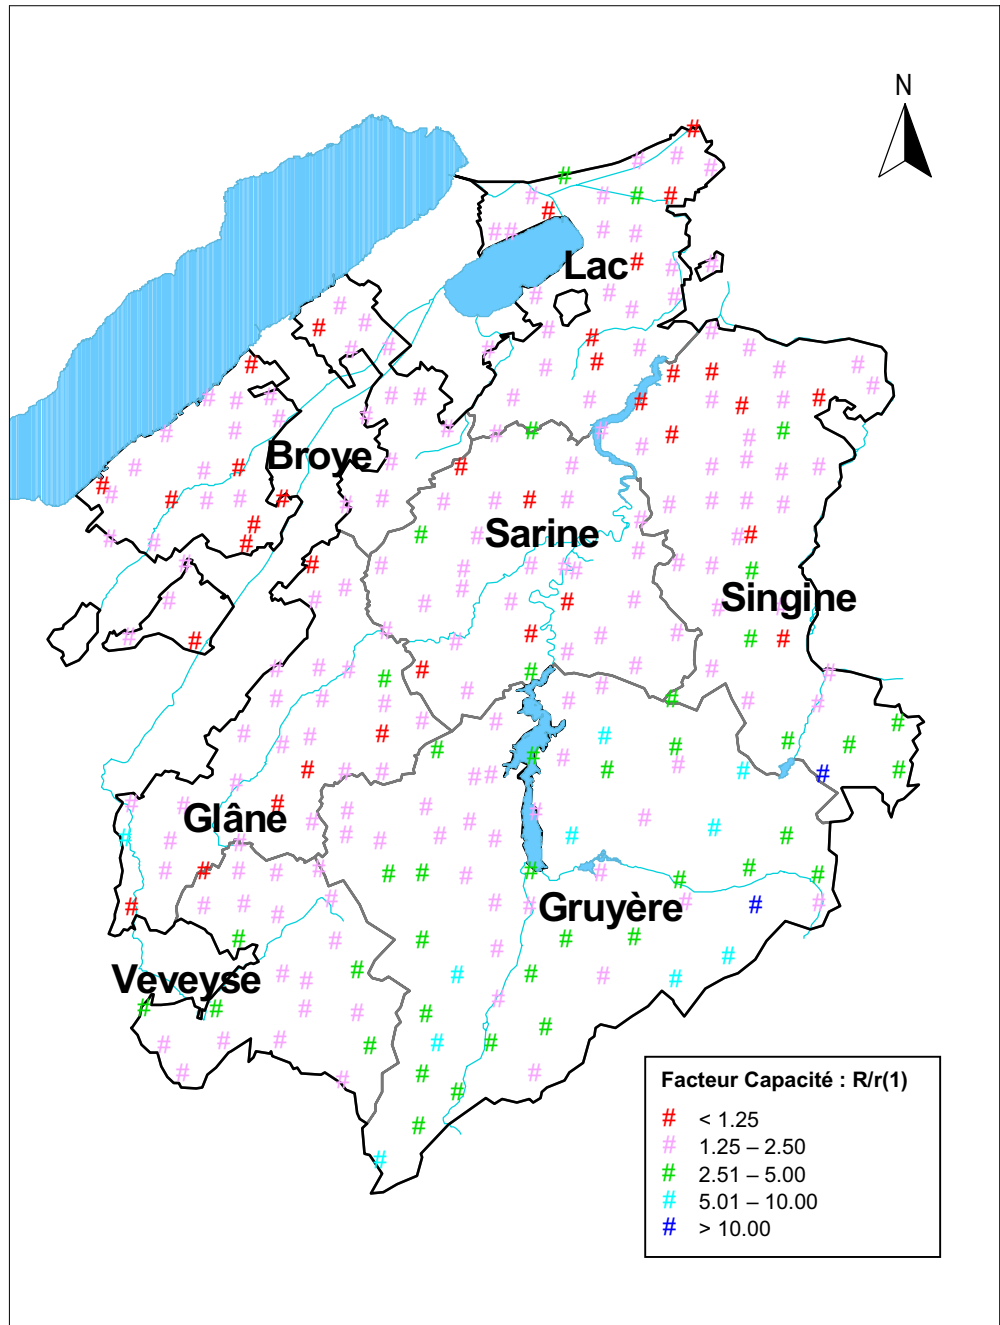 N
Lac
Broye
Sarine
Singine
Glâne
Gruyère
Veveyse
Facteur Capacité : R/r(1)
# < 1.25
# 1.25 – 2.50
# 2.51 – 5.00
# 5.01 – 10.00
# > 10.00